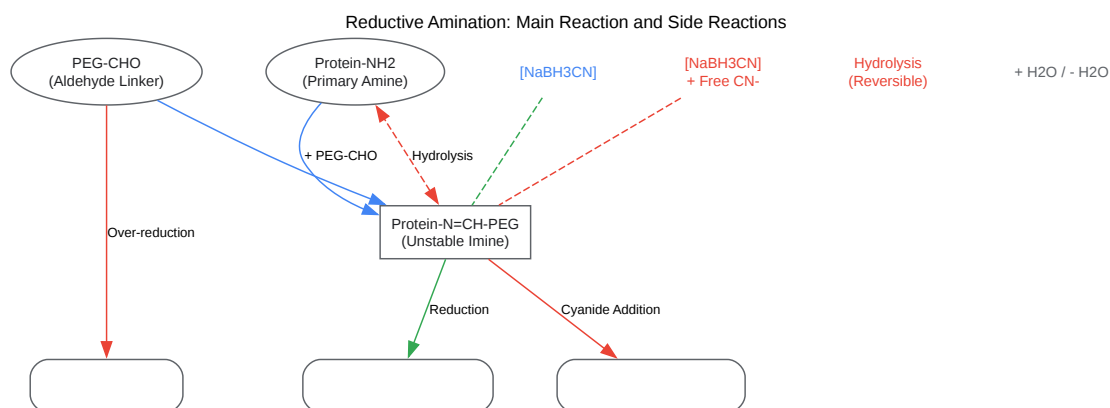 Reductive Amination: Main Reaction and Side Reactions
PEG-CHO
(Aldehyde Linker)
Protein-NH2
(Primary Amine)
[NaBH3CN]
[NaBH3CN]
+ Free CN-
Hydrolysis
(Reversible)
+ H2O / - H2O
+ PEG-CHO
Hydrolysis
Protein-N=CH-PEG
(Unstable Imine)
Over-reduction
Reduction
Cyanide Addition